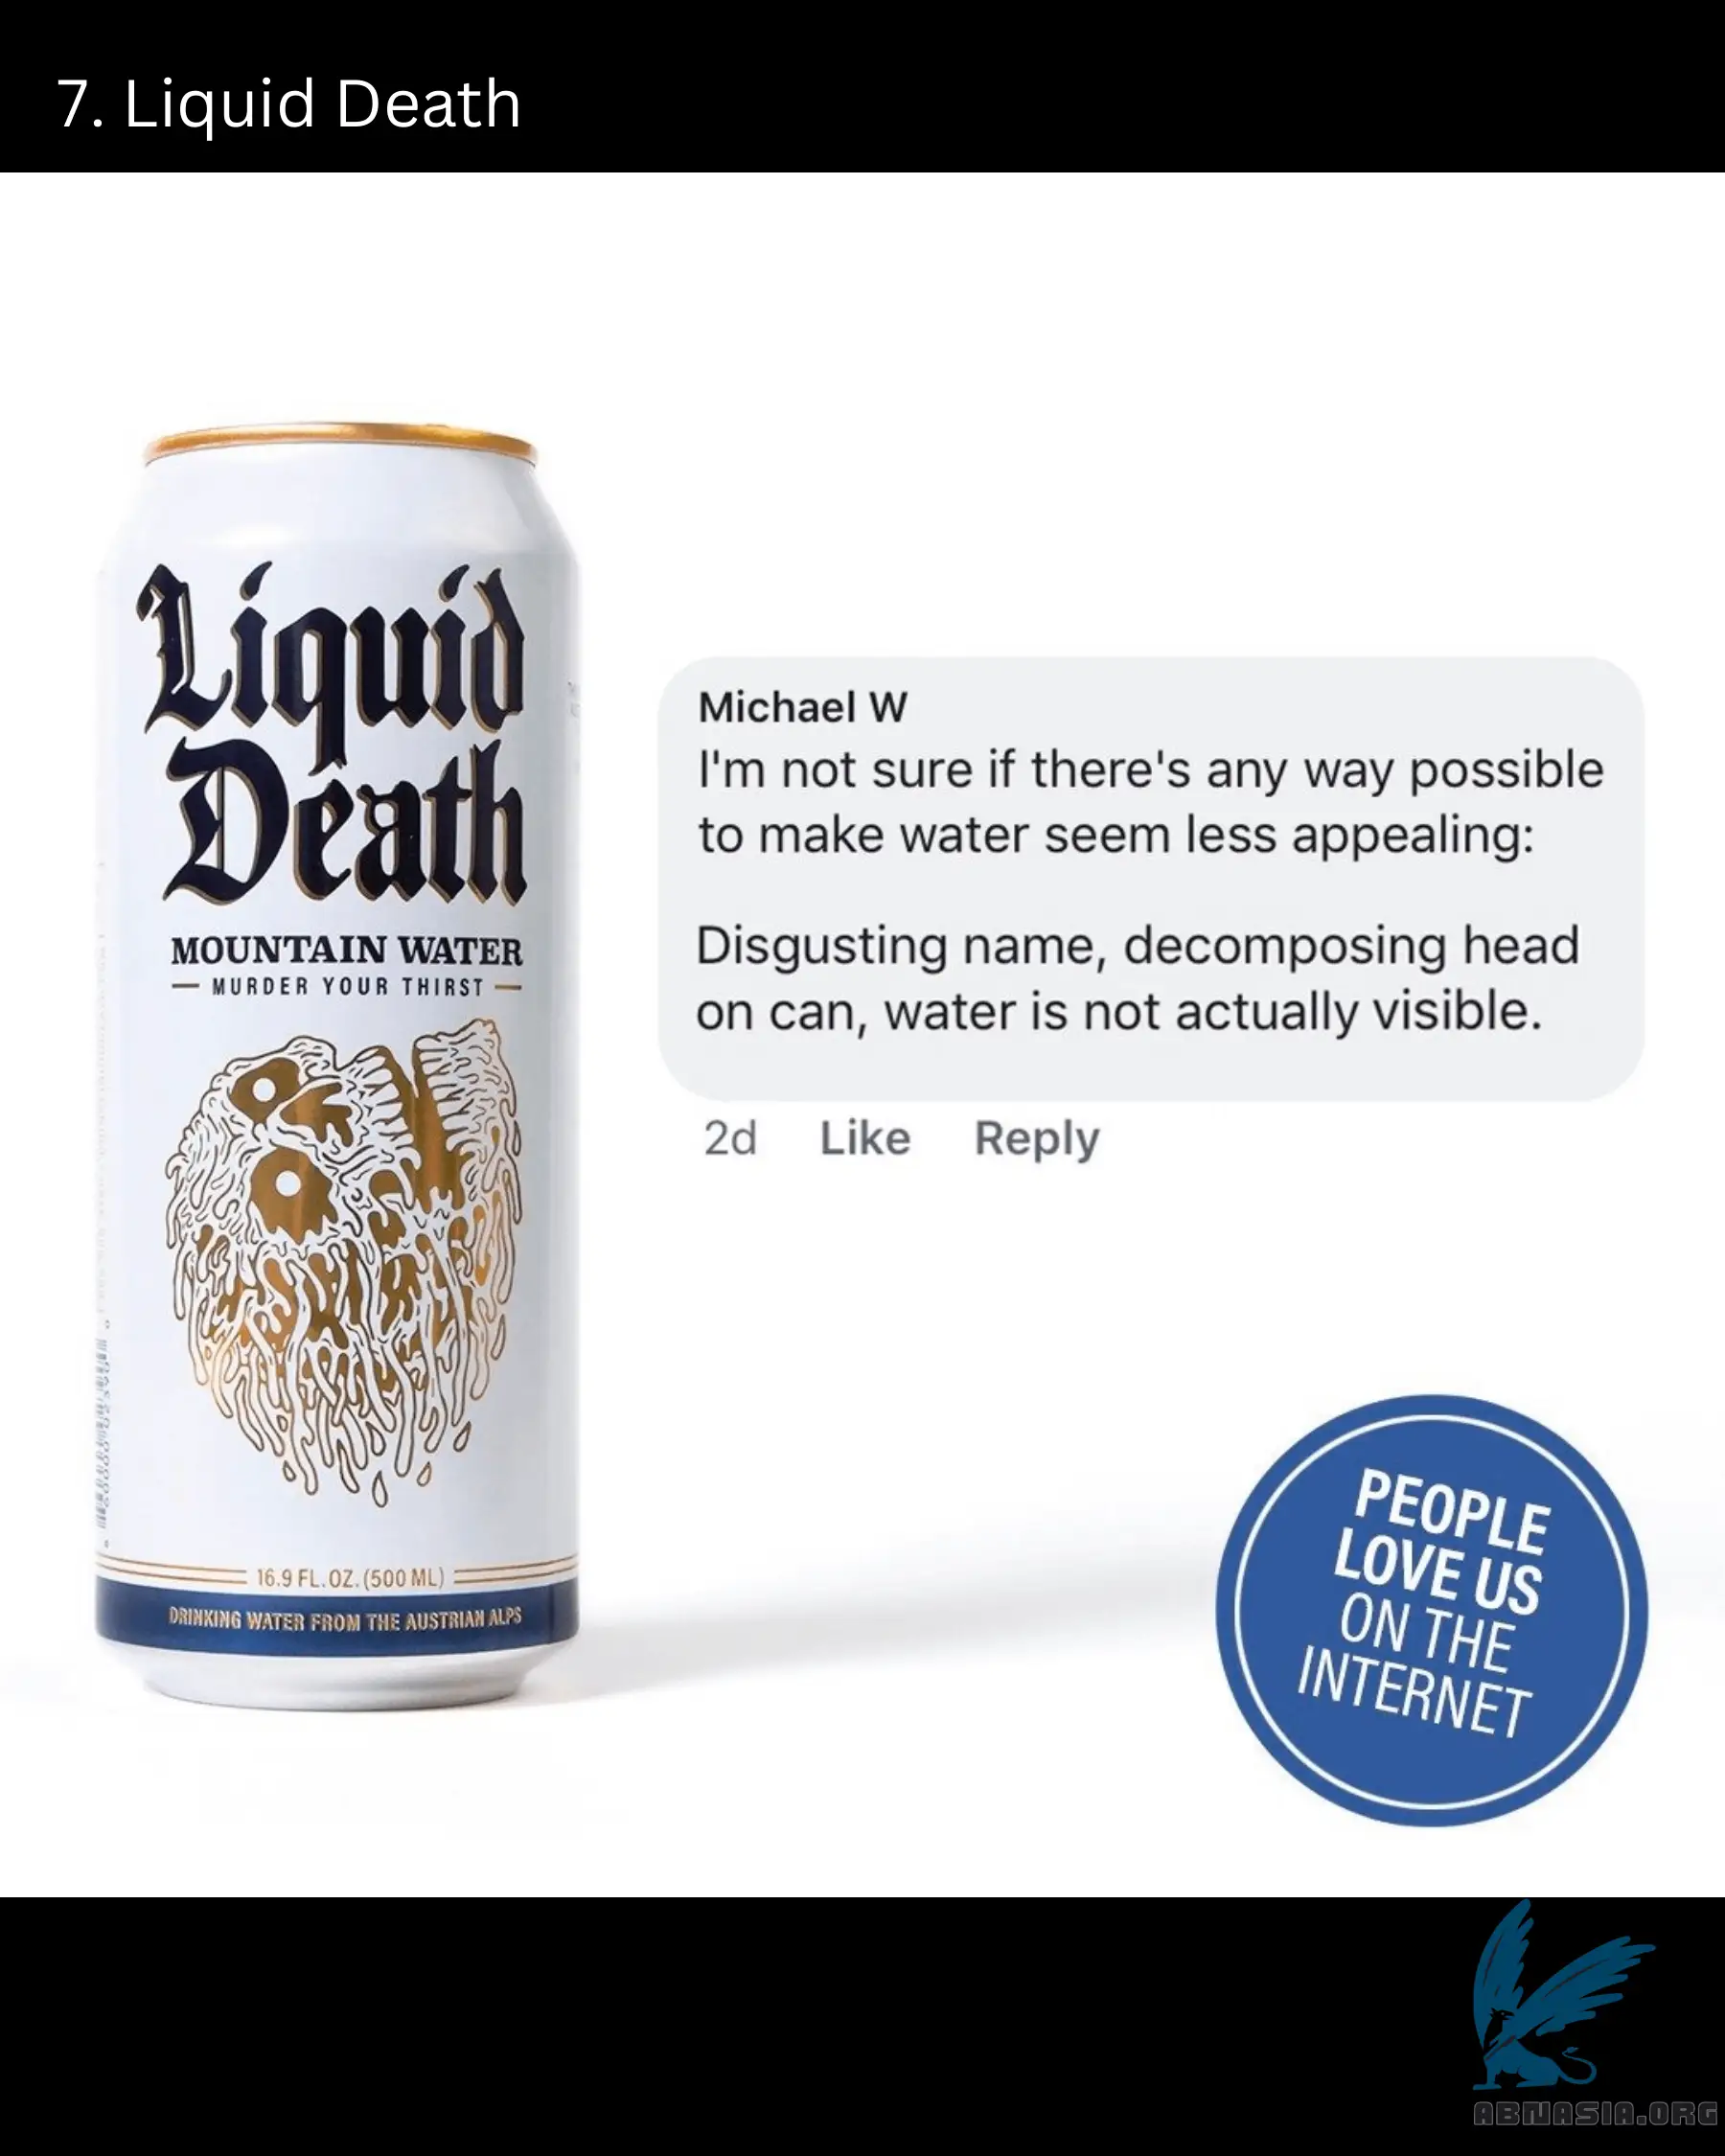 7. Liquid Death
Liquid
Death
MOUNTAIN WATER
MURDER YOUR THIRST
16.9 FL. OZ. (500 ML)
DRINKING WATER FROM THE AUSTRIAN ALPS
Michael W
I'm not sure if there's any way possible
to make water seem less appealing:
Disgusting name, decomposing head
on can, water is not actually visible.
2d Like Reply
PEOPLE
LOVE US
ON THE
INTERNET
ABNASIA.ORG